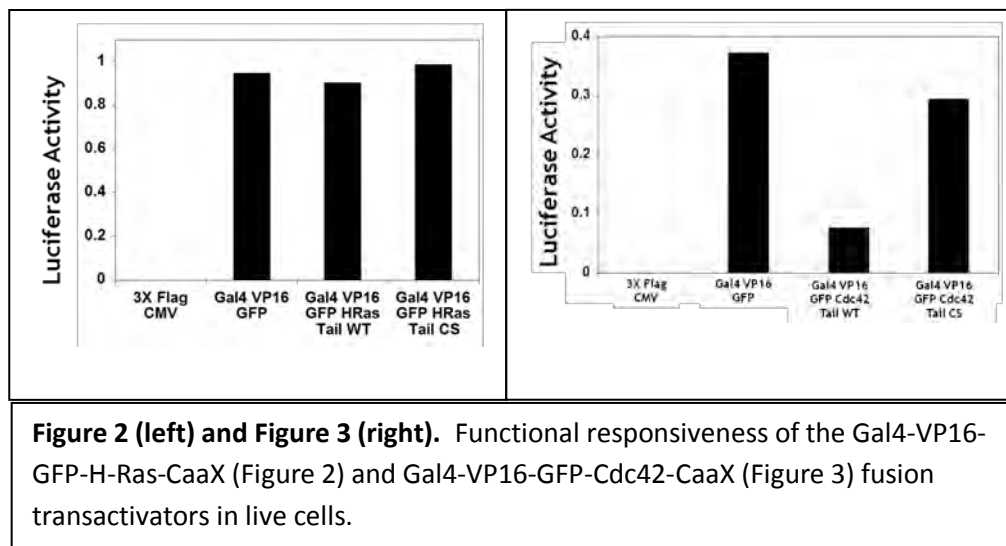 Luciferase Activity
1
0.8
0.6
0.4
0.2
0
3X Flag
CMV
Gal4 VP16
GFP
Gal4 VP16
GFP HRas
Tail WT
Gal4 VP16
GFP HRas
Tail CS
Luciferase Activity
0.4
0.3
0.2
0.1
0
3X Flag
CMV
Gal4 VP16
GFP
Gal4 VP16
GFP Cdc42
Tail WT
Gal4 VP16
GFP Cdc42
Tail CS
Figure 2 (left) and Figure 3 (right). Functional responsiveness of the Gal4-VP16-
GFP-H-Ras-CaaX (Figure 2) and Gal4-VP16-GFP-Cdc42-CaaX (Figure 3) fusion
transactivators in live cells.